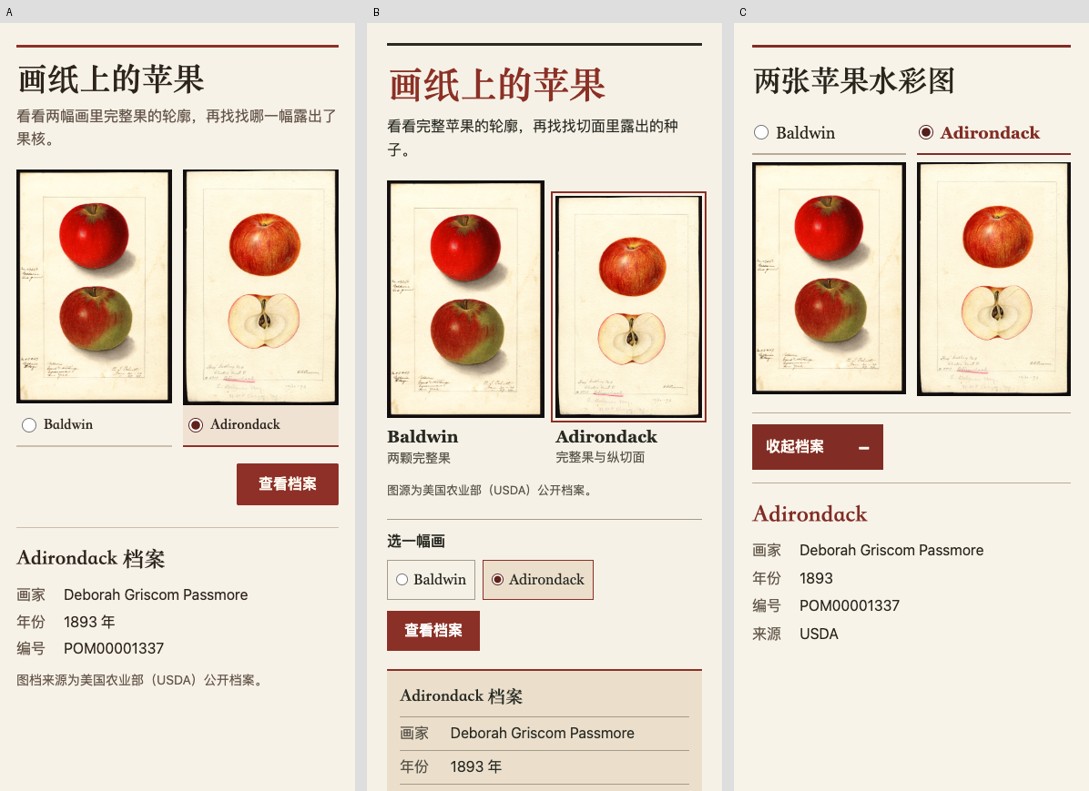 A
画纸上的苹果
看看两幅画里完整果的轮廓，再找找哪一幅露出了
果核。
Baldwin
Adirondack
查看档案
Adirondack 档案
画家 Deborah Griscom Passmore
年份 1893 年
编号 POM00001337
图档来源为美国农业部（USDA）公开档案。
B
画纸上的苹果
看看完整苹果的轮廓，再找找切面里露出的种
子。
Baldwin
两颗完整果
Adirondack
完整果与纵切面
图源为美国农业部（USDA）公开档案。
选一幅画
Baldwin
Adirondack
查看档案
Adirondack 档案
画家 Deborah Griscom Passmore
年份 1893 年
C
两张苹果水彩图
Baldwin
Adirondack
收起档案 –
Adirondack
画家 Deborah Griscom Passmore
年份 1893
编号 POM00001337
来源 USDA